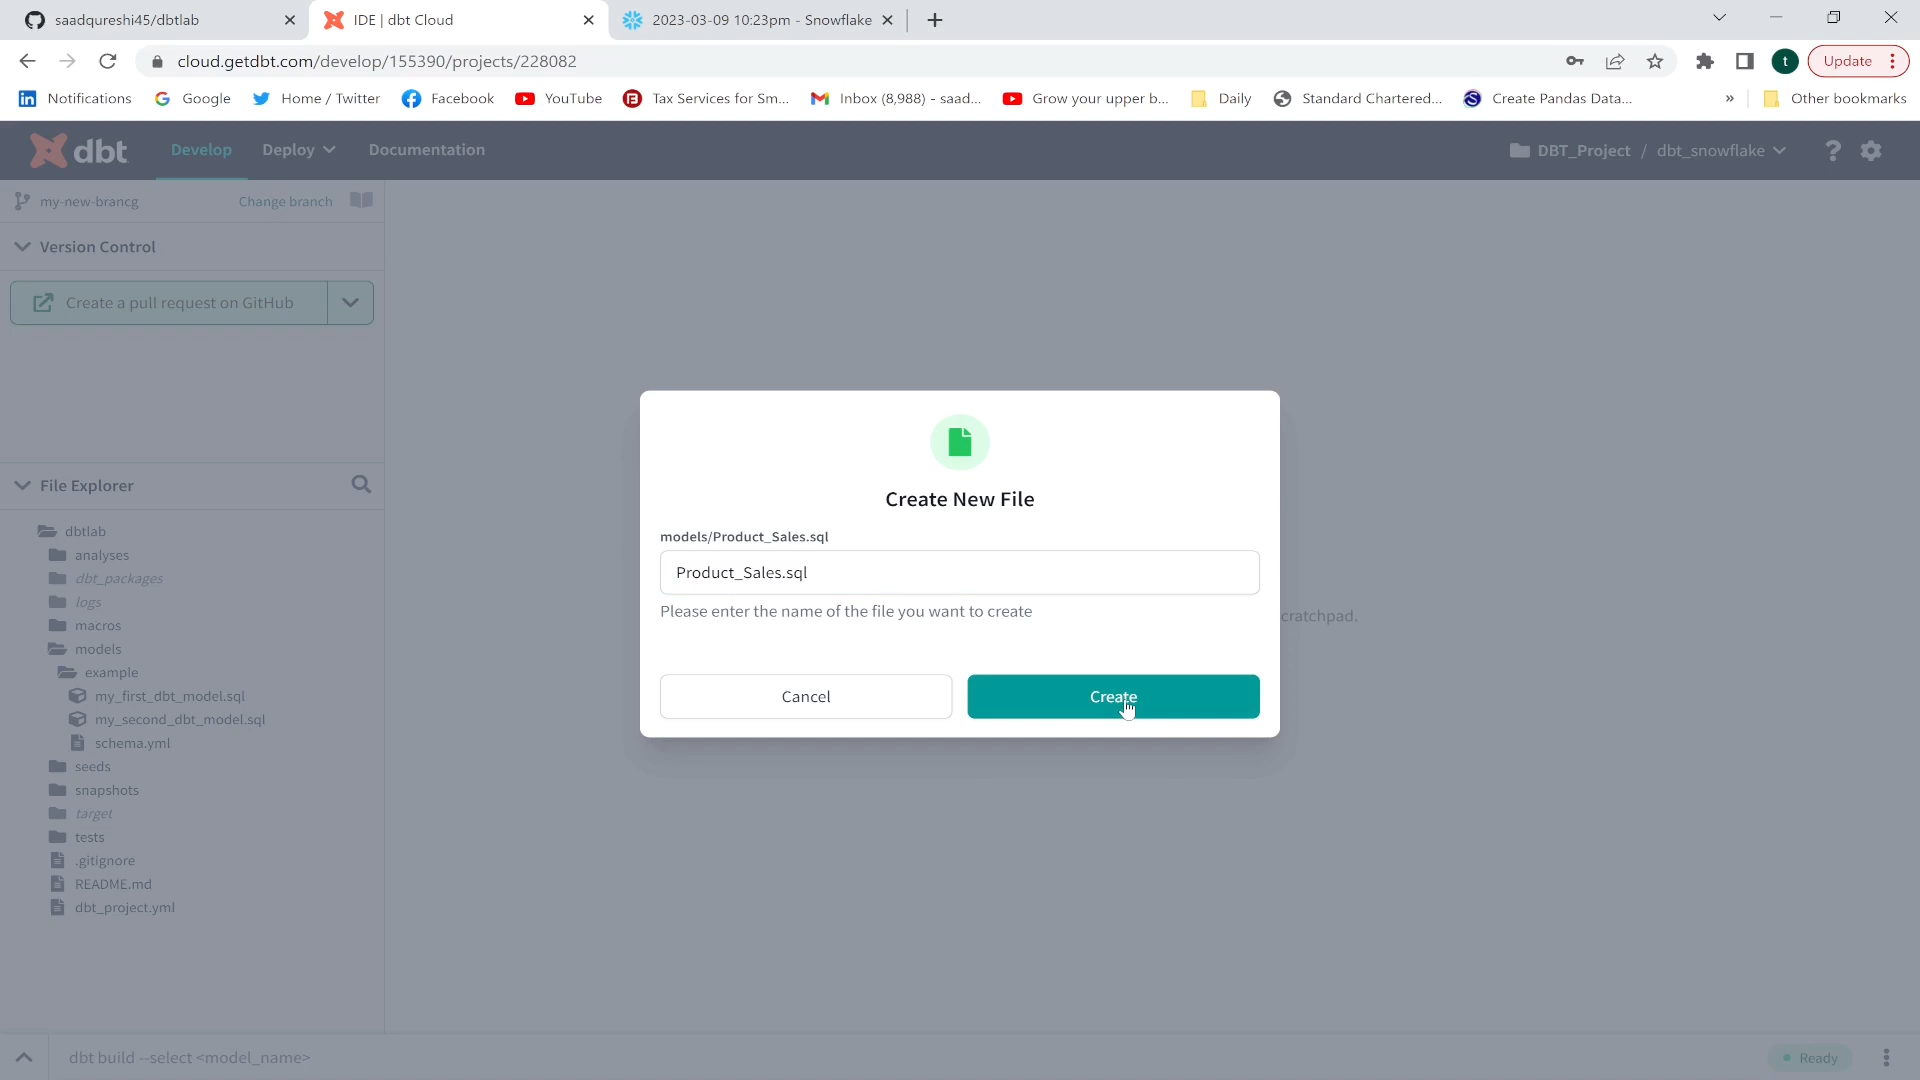 saadqureshi45/dbtlab
IDE | dbt Cloud
2023-03-09 10:23pm - Snowflake
cloud.getdbt.com/develop/155390/projects/228082
t
Update
Notifications
Google
Home / Twitter
Facebook
YouTube
Tax Services for Sm...
Inbox (8,988) - saad...
Grow your upper b...
Daily
Standard Chartered...
Create Pandas Data...
»
Other bookmarks
dbt
Develop
Deploy
Documentation
DBT_Project / dbt_snowflake
?
my-new-brancg
Change branch
Version Control
Create a pull request on GitHub
File Explorer
dbtlab
analyses
dbt_packages
logs
macros
models
example
my_first_dbt_model.sql
my_second_dbt_model.sql
schema.yml
seeds
snapshots
target
tests
.gitignore
README.md
dbt_project.yml
Create New File
models/Product_Sales.sql
Product_Sales.sql
Please enter the name of the file you want to create
cratchpad.
Cancel
Create
dbt build --select <model_name>
Ready